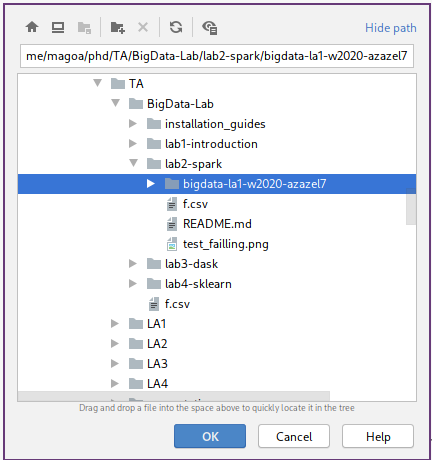 Hide path
me/magoa/phd/TA/BigData-Lab/lab2-spark/bigdata-la1-w2020-azazel7
TA
BigData-Lab
installation_guides
lab1-introduction
lab2-spark
bigdata-la1-w2020-azazel7
f.csv
README.md
test_failling.png
lab3-dask
lab4-sklearn
f.csv
LA1
LA2
LA3
LA4
Drag and drop a file into the space above to quickly locate it in the tree
OK
Cancel
Help